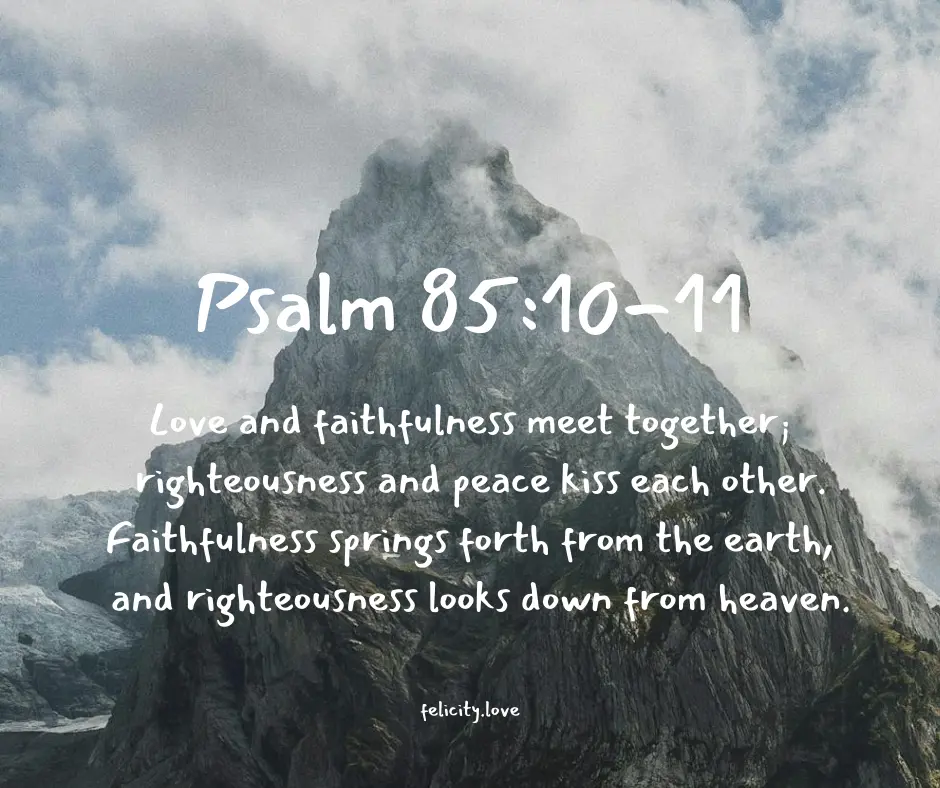 Psalm 85:10-11
Love and faithfulness meet together;
righteousness and peace kiss each other.
Faithfulness springs forth from the earth,
and righteousness looks down from heaven.
felicity.love